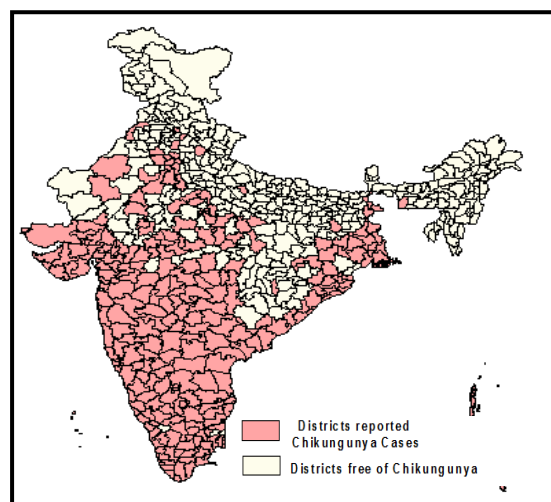 Districts reported
Chikungunya Cases
Districts free of Chikungunya